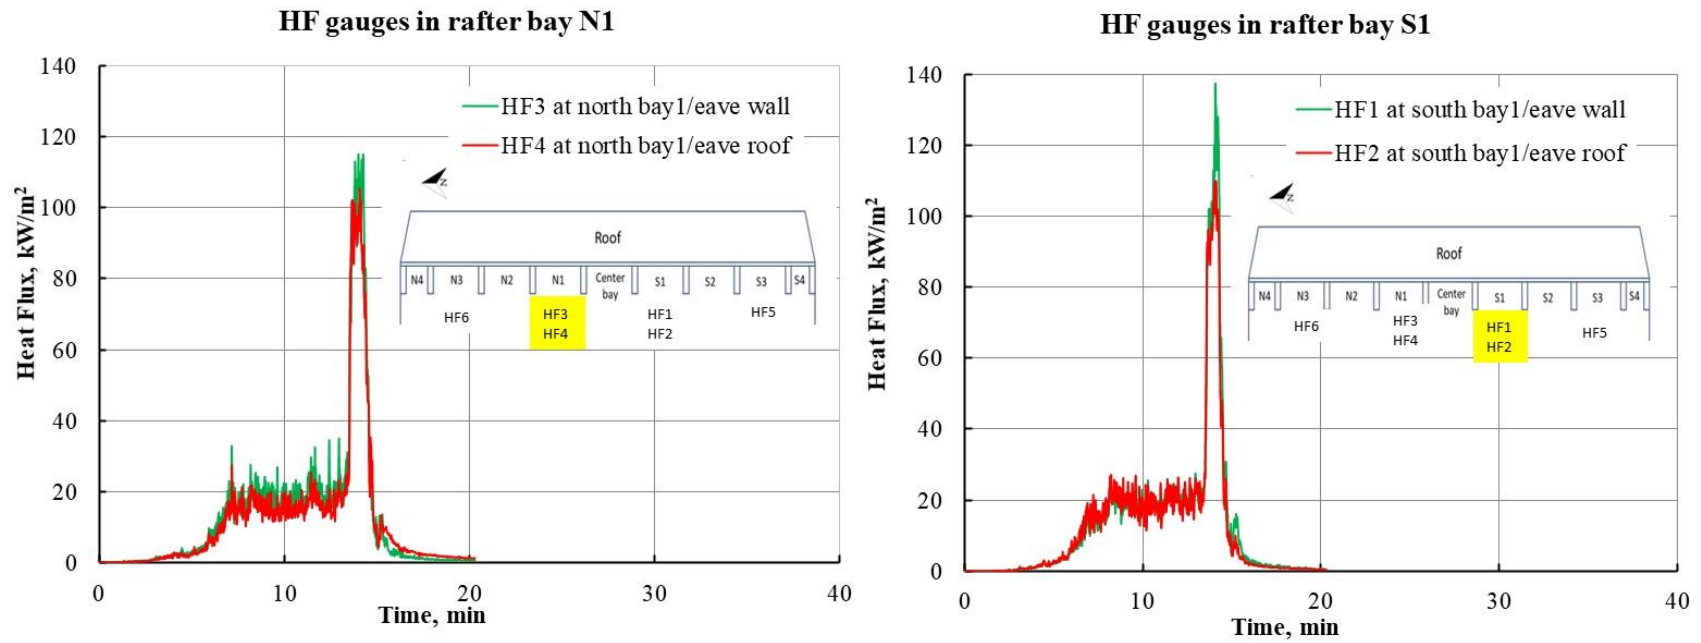 HF gauges in rafter bay N1
140
120
100
80
60
40
20
0
Heat Flux, kW/m²
HF3 at north bay1/eave wall
HF4 at north bay1/eave roof
Z
Roof
N4 N3 N2 N1 Center bay S1 S2 S3 S4
HF6
HF3
HF4
HF1
HF2
HF5
0 10 20 30 40
Time, min
HF gauges in rafter bay S1
140
120
100
80
60
40
20
0
Heat Flux, kW/m²
HF1 at south bay1/eave wall
HF2 at south bay1/eave roof
Z
Roof
N4 N3 N2 N1 Center bay S1 S2 S3 S4
HF6
HF3
HF4
HF1
HF2
HF5
0 10 20 30 40
Time, min